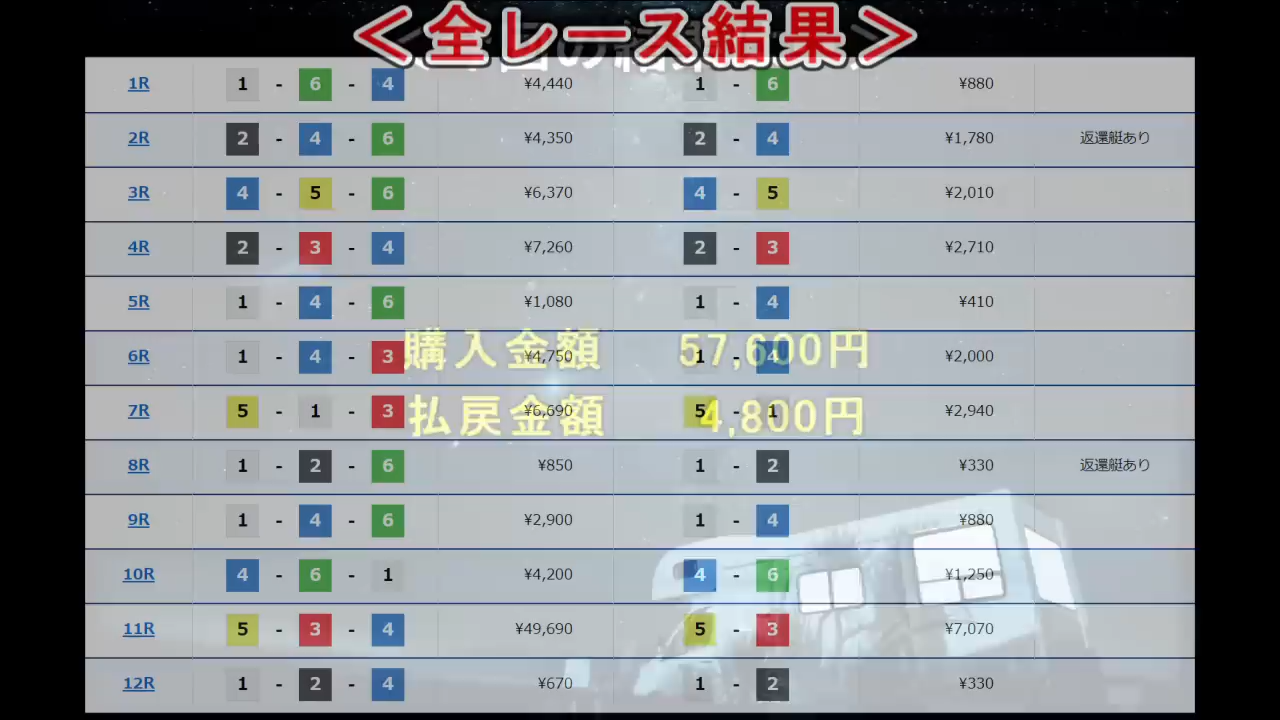 ＜全レース結果＞
1R 1 - 6 - 4 ¥4,440 1 - 6 ¥880
2R 2 - 4 - 6 ¥4,350 2 - 4 ¥1,780 返還艇あり
3R 4 - 5 - 6 ¥6,370 4 - 5 ¥2,010
4R 2 - 3 - 4 ¥7,260 2 - 3 ¥2,710
5R 1 - 4 - 6 ¥1,080 1 - 4 ¥410
6R 1 - 4 - 3 ¥4,750 1 - 4 ¥2,000
購入金額 57,600円
7R 5 - 1 - 3 ¥6,690 5 - 1 ¥2,940
払戻金額 4,800円
8R 1 - 2 - 6 ¥850 1 - 2 ¥330 返還艇あり
9R 1 - 4 - 6 ¥2,900 1 - 4 ¥880
10R 4 - 6 - 1 ¥4,200 4 - 6 ¥1,250
11R 5 - 3 - 4 ¥49,690 5 - 3 ¥7,070
12R 1 - 2 - 4 ¥670 1 - 2 ¥330